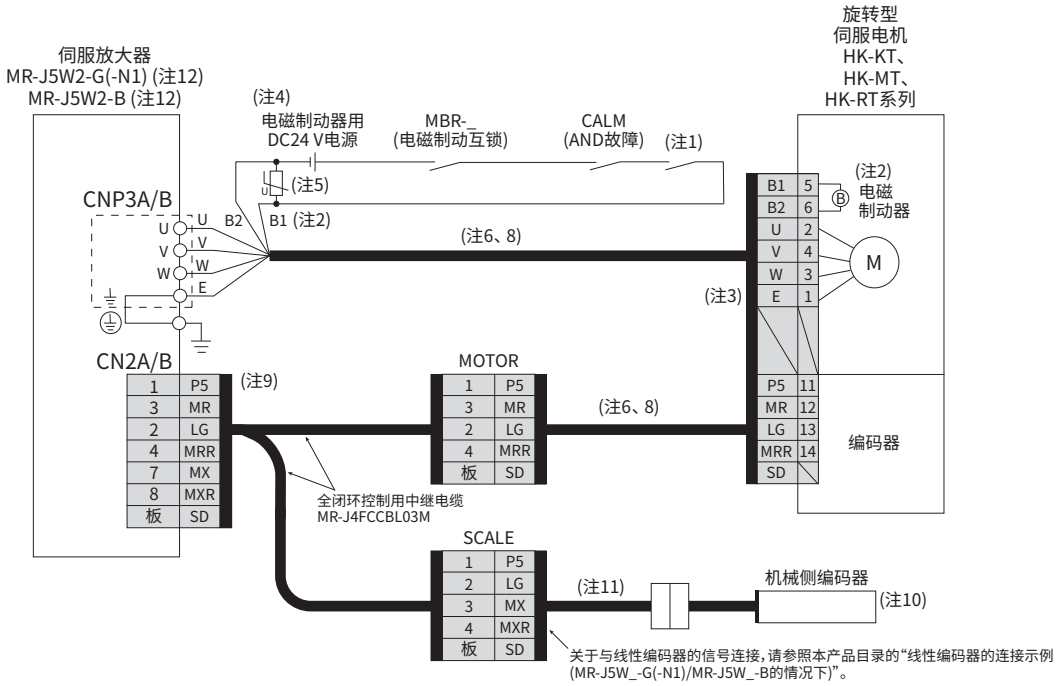 旋转型
伺服电机
HK-KT、
HK-MT、
HK-RT系列
伺服放大器
MR-J5W2-G(-N1) (注12)
MR-J5W2-B (注12)
(注4)
电磁制动器用
DC24 V电源
MBR-_
(电磁制动互锁)
CALM
(AND故障)
(注1)
U
(注5)
CNP3A/B
U
V
W
U
V
W
E
B2
B1 (注2)
(注6、8)
(注3)
B1 5
B2 6
U 2
V 4
W 3
E 1
(注2)
电磁
制动器
B
M
P5 11
MR 12
LG 13
MRR 14
SD
编码器
CN2A/B
1 P5
3 MR
2 LG
4 MRR
7 MX
8 MXR
板 SD
(注9)
MOTOR
1 P5
3 MR
2 LG
4 MRR
板 SD
(注6、8)
全闭环控制用中继电缆
MR-J4FCCBL03M
SCALE
1 P5
2 LG
3 MX
4 MXR
板 SD
(注11)
机械侧编码器
(注10)
关于与线性编码器的信号连接,请参照本产品目录的“线性编码器的连接示例
(MR-J5W_-G(-N1)/MR-J5W_-B的情况下)”。